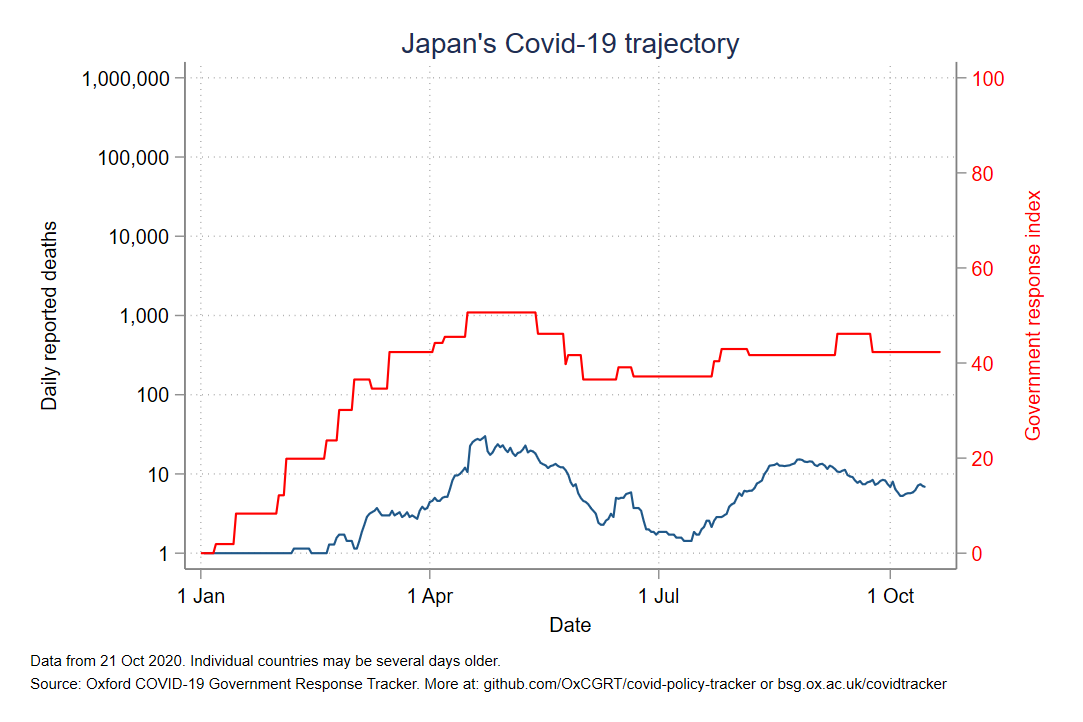 Japan's Covid-19 trajectory
1,000,000
100,000
10,000
1,000
100
10
1
Daily reported deaths
100
80
60
40
20
0
Government response index
1 Jan
1 Apr
1 Jul
1 Oct
Date
Data from 21 Oct 2020. Individual countries may be several days older.
Source: Oxford COVID-19 Government Response Tracker. More at: github.com/OxCGRT/covid-policy-tracker or bsg.ox.ac.uk/covidtracker